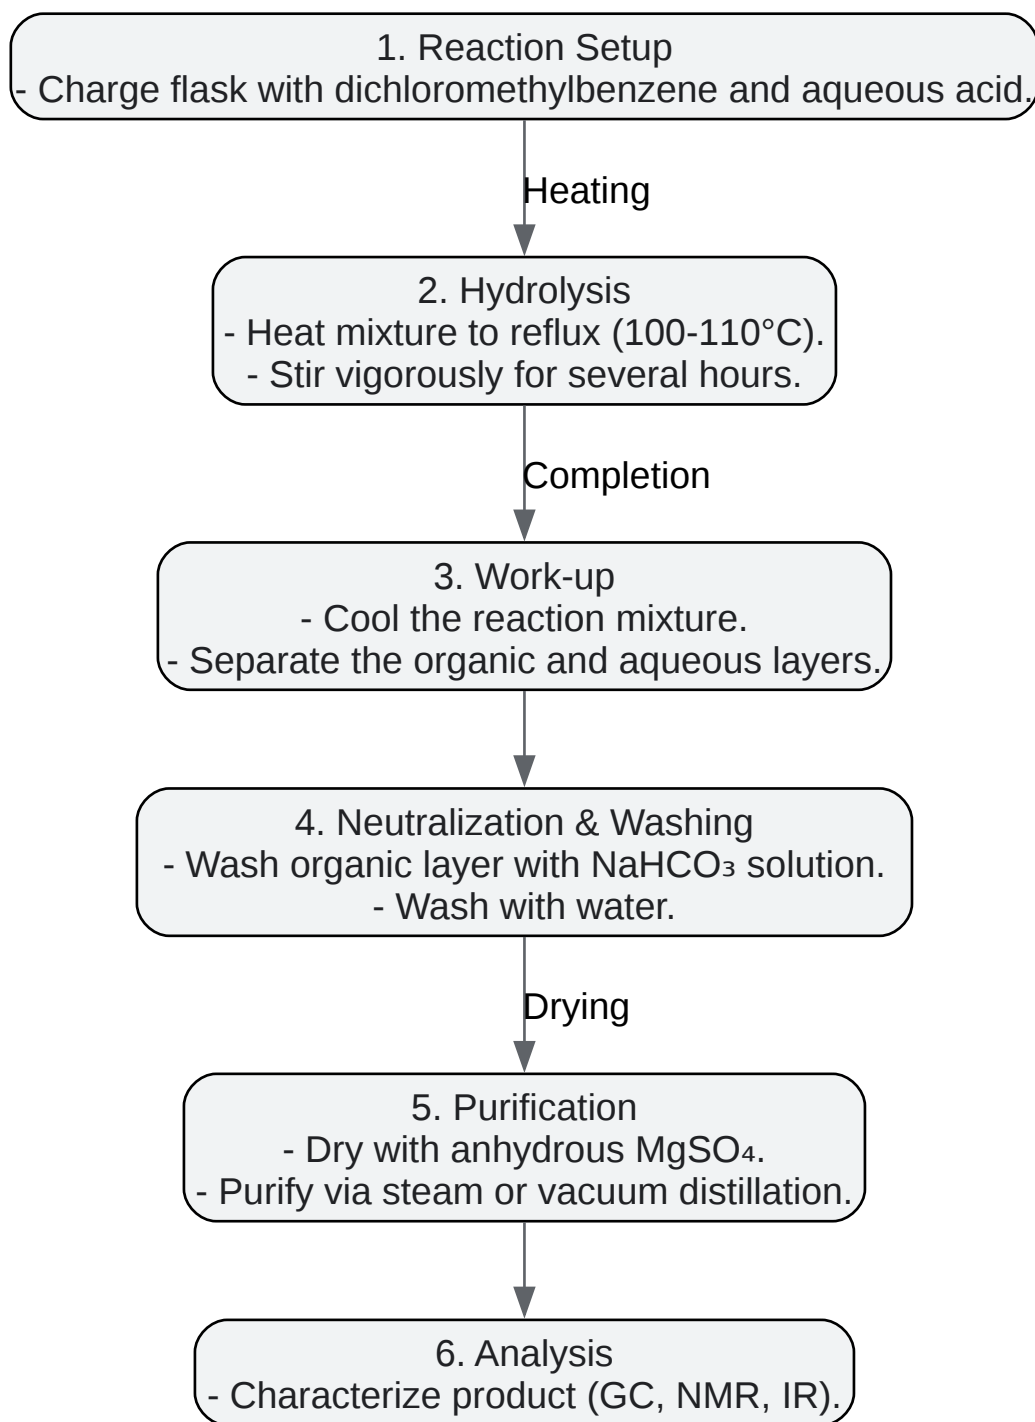 1. Reaction Setup
- Charge flask with dichloromethylbenzene and aqueous acid.
Heating
2. Hydrolysis
- Heat mixture to reflux (100-110°C).
- Stir vigorously for several hours.
Completion
3. Work-up
- Cool the reaction mixture.
- Separate the organic and aqueous layers.
4. Neutralization & Washing
- Wash organic layer with NaHCO₃ solution.
- Wash with water.
Drying
5. Purification
- Dry with anhydrous MgSO₄.
- Purify via steam or vacuum distillation.
6. Analysis
- Characterize product (GC, NMR, IR).